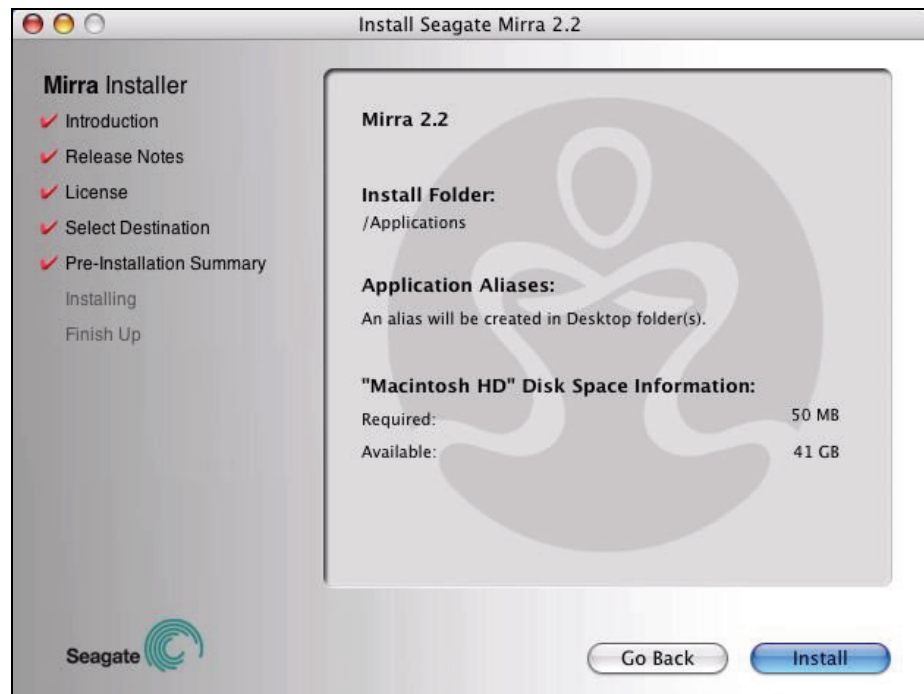 Install Seagate Mirra 2.2
Mirra Installer
Introduction
Release Notes
License
Select Destination
Pre-Installation Summary
Installing
Finish Up
Mirra 2.2
Install Folder:
/Applications
Application Aliases:
An alias will be created in Desktop folder(s).
"Macintosh HD" Disk Space Information:
Required: 50 MB
Available: 41 GB
Seagate
Go Back
Install